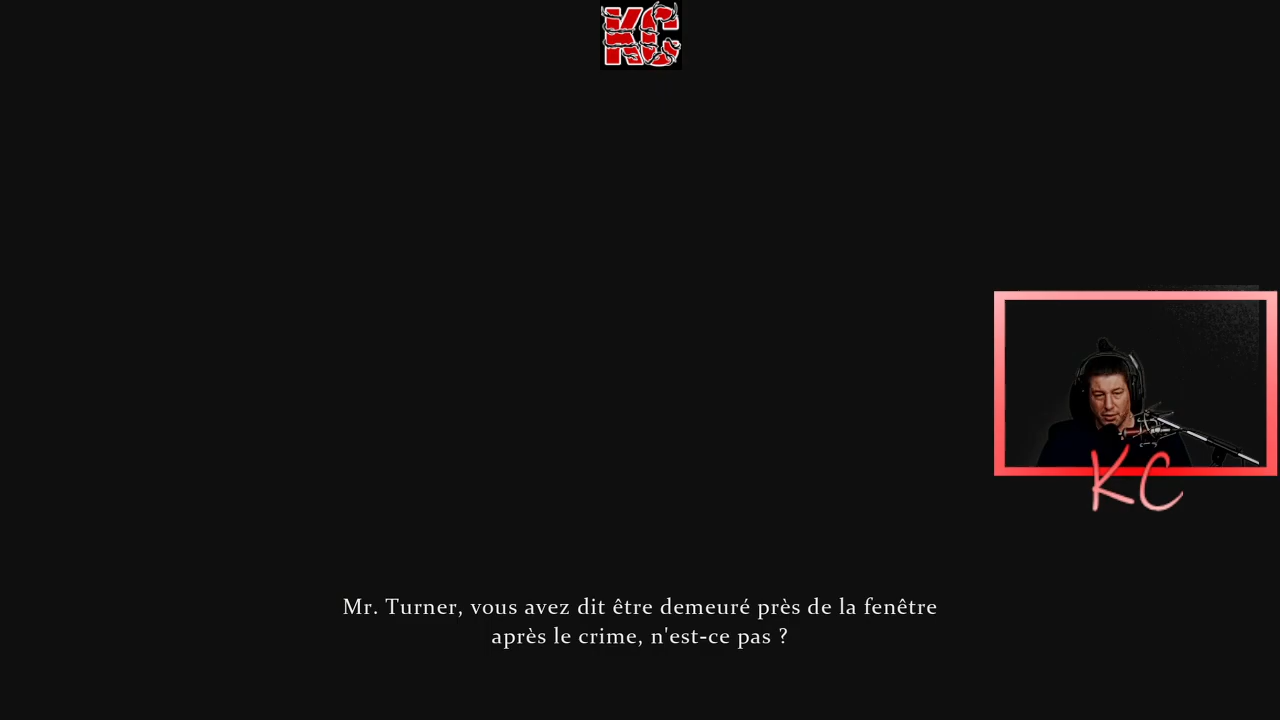 KC
KC
Mr. Turner, vous avez dit être demeuré près de la fenêtre
après le crime, n'est-ce pas ?